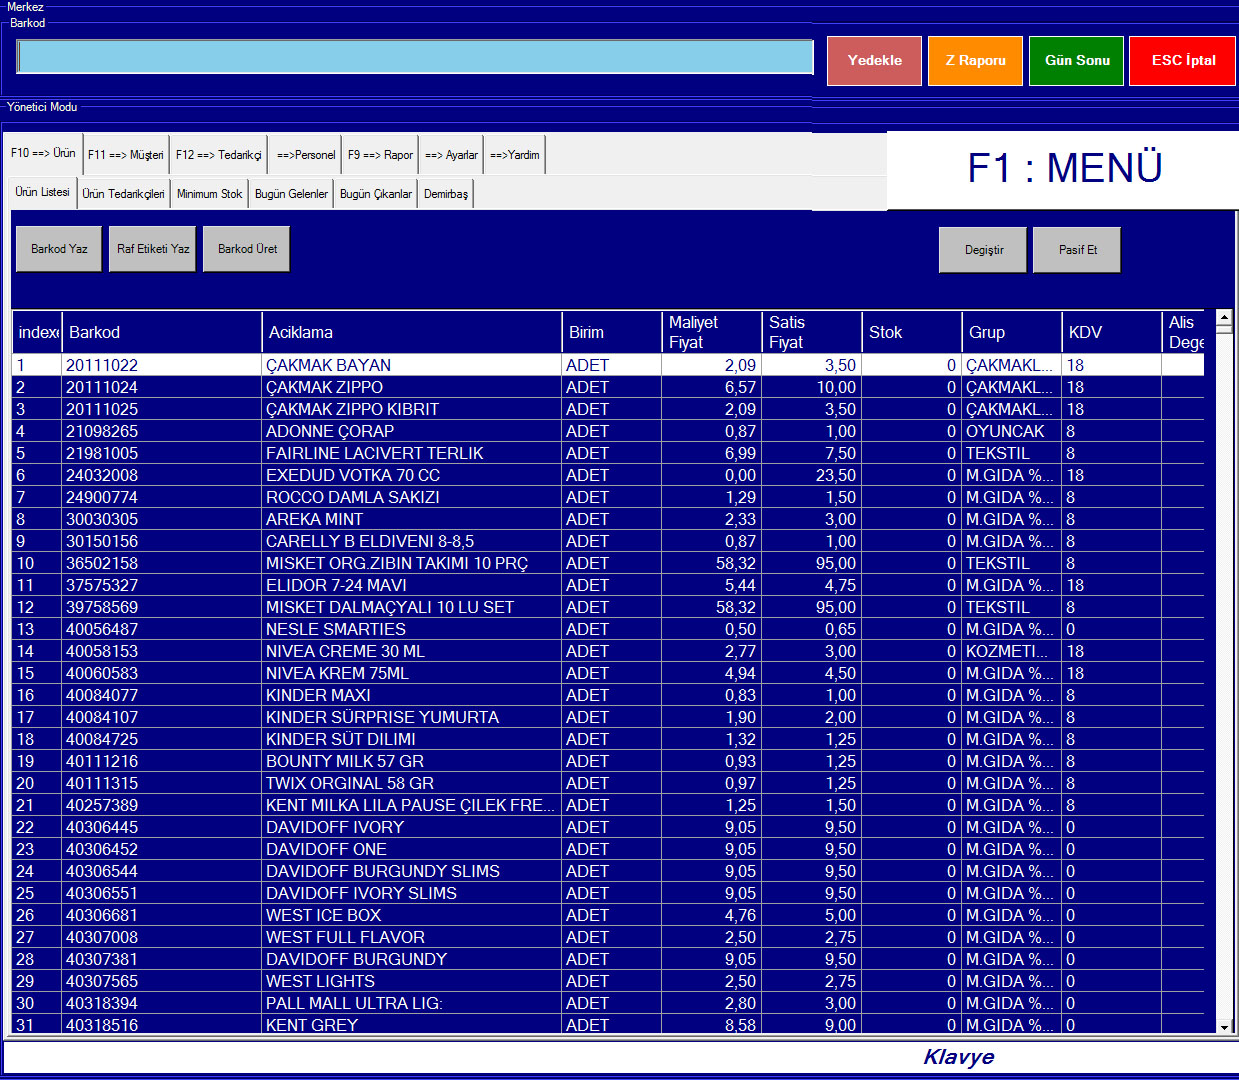 Merkez
Barkod
Yedekle Z Raporu Gün Sonu ESC İptal
Yönetici Modu
F10 ==> Ürün F11 ==> Müşteri F12 ==> Tedarikçi ==>Personel F9 ==> Rapor ==> Ayarlar ==>Yardim
F1 : MENÜ
Ürün Listesi Ürün Tedarikçileri Minimum Stok Bugün Gelenler Bugün Çıkanlar Demirbaş
Barkod Yaz Raf Etiketi Yaz Barkod Üret Degiştir Pasif Et
indexe Barkod Aciklama Birim Maliyet Fiyat Satis Fiyat Stok Grup KDV Alis Dege
1 20111022 ÇAKMAK BAYAN ADET 2,09 3,50 0 ÇAKMAKL... 18
2 20111024 ÇAKMAK ZIPPO ADET 6,57 10,00 0 ÇAKMAKL... 18
3 20111025 ÇAKMAK ZIPPO KIBRIT ADET 2,09 3,50 0 ÇAKMAKL... 18
4 21098265 ADONNE ÇORAP ADET 0,87 1,00 0 OYUNCAK 8
5 21981005 FAIRLINE LACIVERT TERLIK ADET 6,99 7,50 0 TEKSTIL 8
6 24032008 EXEDUD VOTKA 70 CC ADET 0,00 23,50 0 M.GIDA %... 18
7 24900774 ROCCO DAMLA SAKIZI ADET 1,29 1,50 0 M.GIDA %... 8
8 30030305 AREKA MINT ADET 2,33 3,00 0 M.GIDA %... 8
9 30150156 CARELLY B ELDIVENI 8-8,5 ADET 0,87 1,00 0 M.GIDA %... 8
10 36502158 MISKET ORG.ZIBIN TAKIMI 10 PRÇ ADET 58,32 95,00 0 TEKSTIL 8
11 37575327 ELIDOR 7-24 MAVI ADET 5,44 4,75 0 M.GIDA %... 18
12 39758569 MISKET DALMAÇYALI 10 LU SET ADET 58,32 95,00 0 TEKSTIL 8
13 40056487 NESLE SMARTIES ADET 0,50 0,65 0 M.GIDA %... 0
14 40058153 NIVEA CREME 30 ML ADET 2,77 3,00 0 KOZMETI... 18
15 40060583 NIVEA KREM 75ML ADET 4,94 4,50 0 M.GIDA %... 18
16 40084077 KINDER MAXI ADET 0,83 1,00 0 M.GIDA %... 8
17 40084107 KINDER SÜRPRISE YUMURTA ADET 1,90 2,00 0 M.GIDA %... 8
18 40084725 KINDER SÜT DILIMI ADET 1,32 1,25 0 M.GIDA %... 8
19 40111216 BOUNTY MILK 57 GR ADET 0,93 1,25 0 M.GIDA %... 8
20 40111315 TWIX ORGINAL 58 GR ADET 0,97 1,25 0 M.GIDA %... 8
21 40257389 KENT MILKA LILA PAUSE ÇILEK FRE... ADET 1,25 1,50 0 M.GIDA %... 8
22 40306445 DAVIDOFF IVORY ADET 9,05 9,50 0 M.GIDA %... 0
23 40306452 DAVIDOFF ONE ADET 9,05 9,50 0 M.GIDA %... 0
24 40306544 DAVIDOFF BURGUNDY SLIMS ADET 9,05 9,50 0 M.GIDA %... 0
25 40306551 DAVIDOFF IVORY SLIMS ADET 9,05 9,50 0 M.GIDA %... 0
26 40306681 WEST ICE BOX ADET 4,76 5,00 0 M.GIDA %... 0
27 40307008 WEST FULL FLAVOR ADET 2,50 2,75 0 M.GIDA %... 0
28 40307381 DAVIDOFF BURGUNDY ADET 9,05 9,50 0 M.GIDA %... 0
29 40307565 WEST LIGHTS ADET 2,50 2,75 0 M.GIDA %... 0
30 40318394 PALL MALL ULTRA LIG: ADET 2,80 3,00 0 M.GIDA %... 0
31 40318516 KENT GREY ADET 8,58 9,00 0 M.GIDA %... 0
Klavye